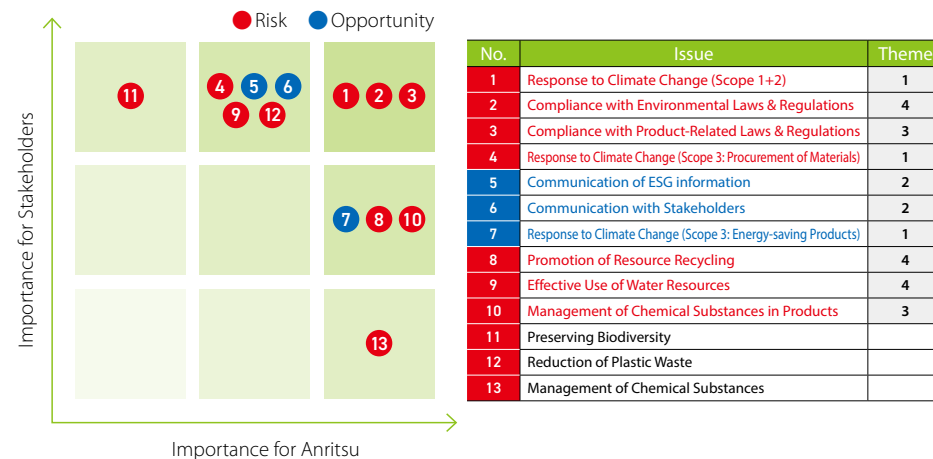 Risk Opportunity
Importance for Stakeholders
11
4 5 6
9 12
1 2 3
7 8 10
13
Importance for Anritsu
No. Issue Theme
1 Response to Climate Change (Scope 1+2) 1
2 Compliance with Environmental Laws & Regulations 4
3 Compliance with Product-Related Laws & Regulations 3
4 Response to Climate Change (Scope 3: Procurement of Materials) 1
5 Communication of ESG information 2
6 Communication with Stakeholders 2
7 Response to Climate Change (Scope 3: Energy-saving Products) 1
8 Promotion of Resource Recycling 4
9 Effective Use of Water Resources 4
10 Management of Chemical Substances in Products 3
11 Preserving Biodiversity
12 Reduction of Plastic Waste
13 Management of Chemical Substances